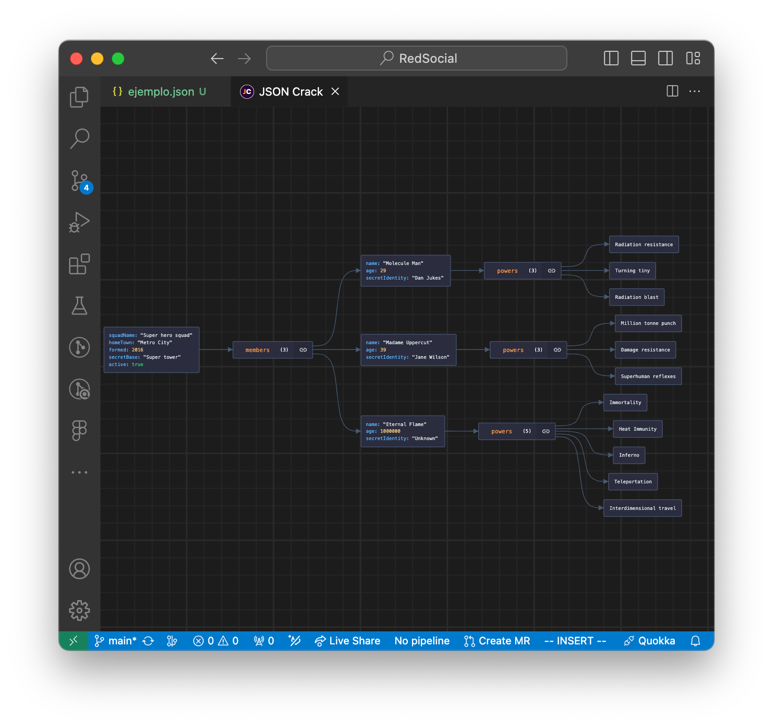 RedSocial
{} ejemplo.json U
JC JSON Crack
4
squadName: "Super hero squad"
homeTown: "Metro City"
formed: 2016
secretBase: "Super tower"
active: true
members (3)
name: "Molecule Man"
age: 29
secretIdentity: "Dan Jukes"
powers (3)
Radiation resistance
Turning tiny
Radiation blast
name: "Madame Uppercut"
age: 39
secretIdentity: "Jane Wilson"
powers (3)
Million tonne punch
Damage resistance
Superhuman reflexes
name: "Eternal Flame"
age: 1000000
secretIdentity: "Unknown"
powers (5)
Immortality
Heat Immunity
Inferno
Teleportation
Interdimensional travel
main* 0 0 0 Live Share No pipeline Create MR -- INSERT -- Quokka